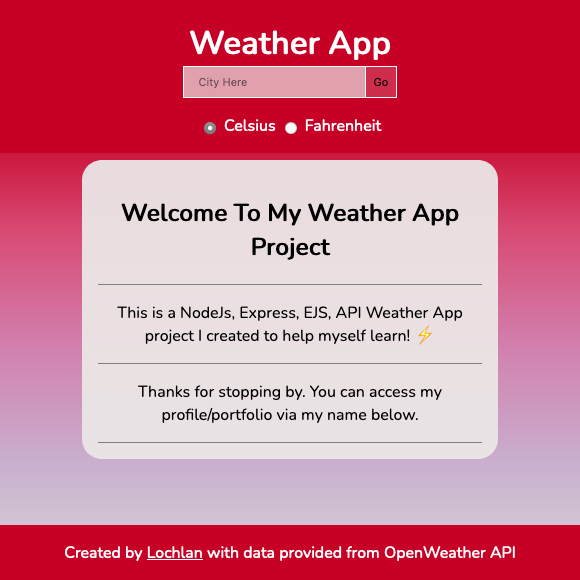 Weather App
City Here Go
Celsius Fahrenheit
Welcome To My Weather App
Project
This is a NodeJs, Express, EJS, API Weather App
project I created to help myself learn! ⚡
Thanks for stopping by. You can access my
profile/portfolio via my name below.
Created by Lochlan with data provided from OpenWeather API